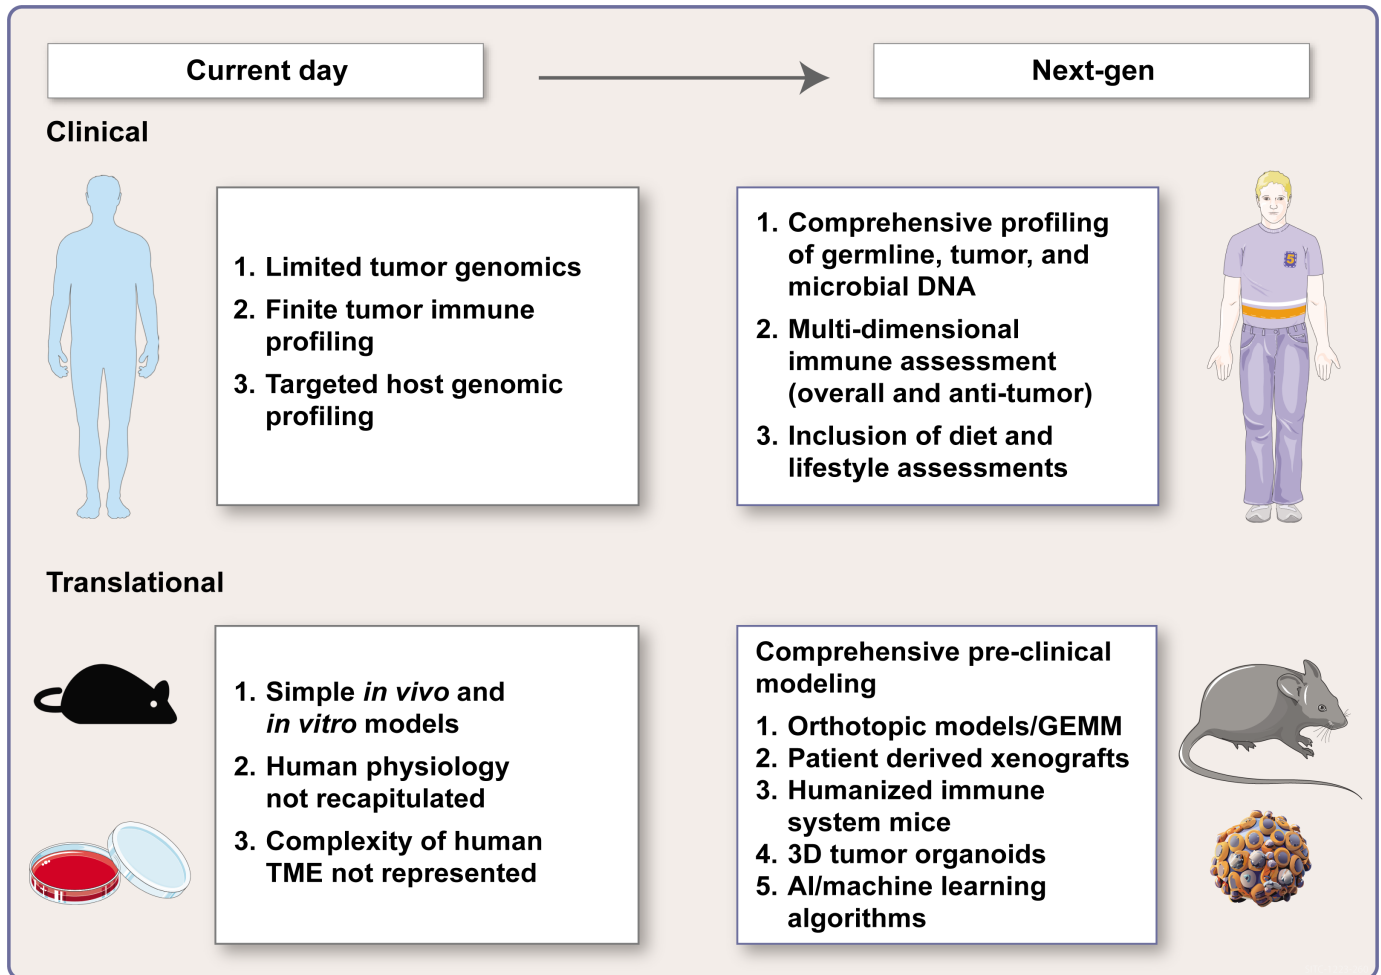 Current day
Next-gen
Clinical
1. Limited tumor genomics
2. Finite tumor immune
profiling
3. Targeted host genomic
profiling
1. Comprehensive profiling
of germline, tumor, and
microbial DNA
2. Multi-dimensional
immune assessment
(overall and anti-tumor)
3. Inclusion of diet and
lifestyle assessments
5
Translational
1. Simple in vivo and
in vitro models
2. Human physiology
not recapitulated
3. Complexity of human
TME not represented
Comprehensive pre-clinical
modeling
1. Orthotopic models/GEMM
2. Patient derived xenografts
3. Humanized immune
system mice
4. 3D tumor organoids
5. AI/machine learning
algorithms